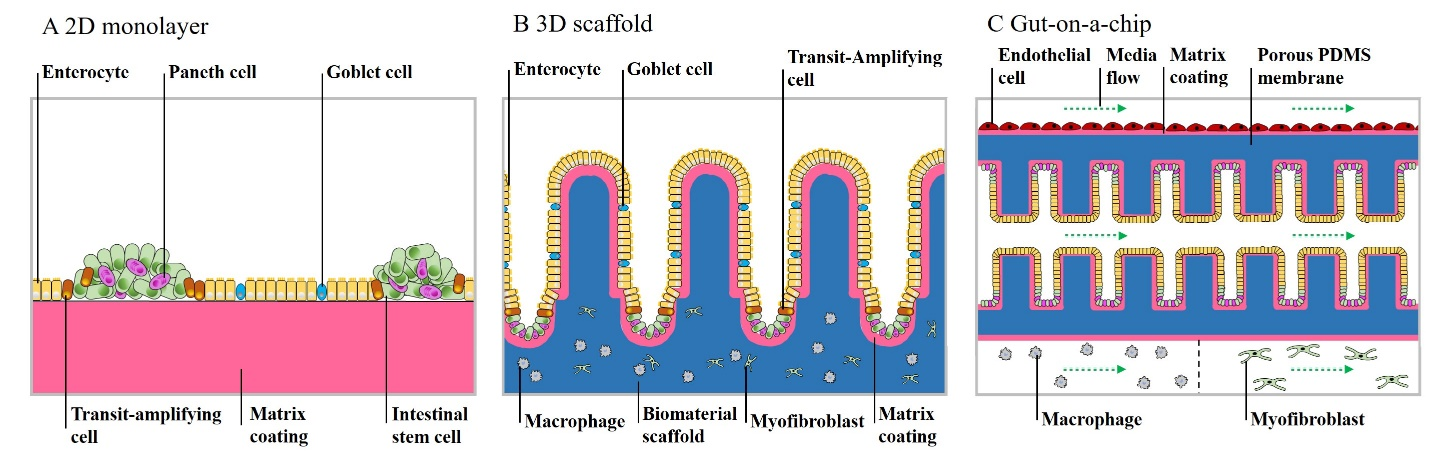 A 2D monolayer
Enterocyte
Paneth cell
Goblet cell
Transit-amplifying
cell
Matrix
coating
Intestinal
stem cell
B 3D scaffold
Enterocyte
Goblet cell
Transit-Amplifying
cell
Macrophage
Biomaterial
scaffold
Myofibroblast
Matrix
coating
C Gut-on-a-chip
Endothelial
cell
Media
flow
Matrix
coating
Porous PDMS
membrane
Macrophage
Myofibroblast